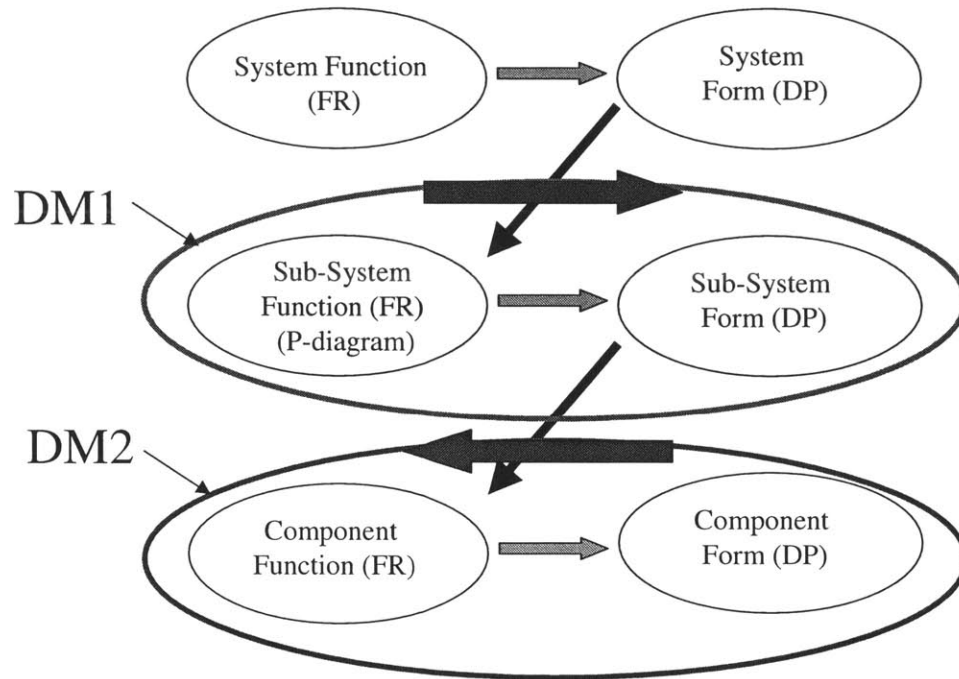 System Function
(FR)
System
Form (DP)
DM1
Sub-System
Function (FR)
(P-diagram)
Sub-System
Form (DP)
DM2
Component
Function (FR)
Component
Form (DP)